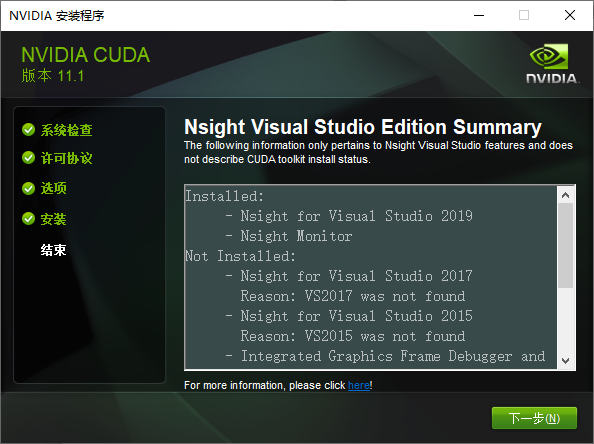 NVIDIA 安装程序
NVIDIA CUDA
版本 11.1
NVIDIA.
系统检查
许可协议
选项
安装
结束
Nsight Visual Studio Edition Summary
The following information only pertains to Nsight Visual Studio features and does
not describe CUDA toolkit install status.
Installed:
- Nsight for Visual Studio 2019
- Nsight Monitor
Not Installed:
- Nsight for Visual Studio 2017
Reason: VS2017 was not found
- Nsight for Visual Studio 2015
Reason: VS2015 was not found
- Integrated Graphics Frame Debugger and
For more information, please click here!
下一步(N)